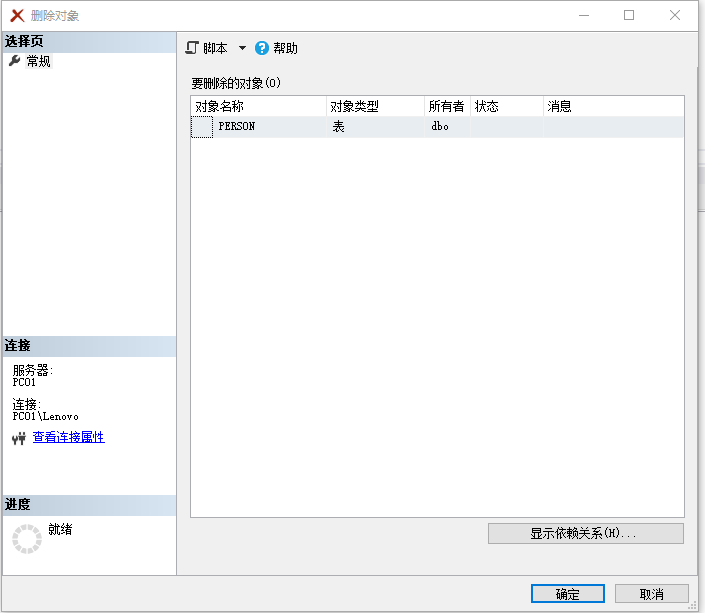 删除对象
选择页
常规
脚本 帮助
要删除的对象(O)
对象名称 对象类型 所有者 状态 消息
PERSON 表 dbo
连接
服务器:
PC01
连接:
PC01\Lenovo
查看连接属性
进度
就绪
显示依赖关系(H)...
确定 取消